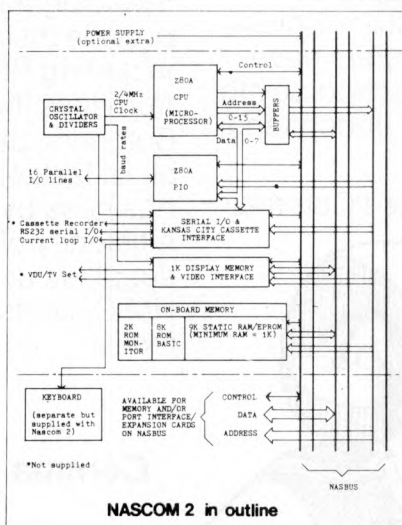 POWER SUPPLY
(optional extra)
CRYSTAL
OSCILLATOR
& DIVIDERS
2/4MHz
CPU
Clock
baud rates
Z80A
CPU
(MICRO-
PROCESSOR)
Control
Address
0-15
Data
0-7
BUFFERS
16 Parallel
I/O lines
Z80A
PIO
* Cassette Recorder
RS232 serial I/O
Current loop I/O
SERIAL I/O &
KANSAS CITY CASSETTE
INTERFACE
* VDU/TV Set
1K DISPLAY MEMORY
& VIDEO INTERFACE
ON-BOARD MEMORY
2K
ROM
MON-
ITOR
8K
ROM
BASIC
9K STATIC RAM/EPROM
(MINIMUM RAM = 1K)
KEYBOARD
(separate but
supplied with
Nascom 2)
AVAILABLE FOR
MEMORY AND/OR
PORT INTERFACE/
EXPANSION CARDS
ON NASBUS
CONTROL
DATA
ADDRESS
*Not supplied
NASBUS
NASCOM 2 in outline